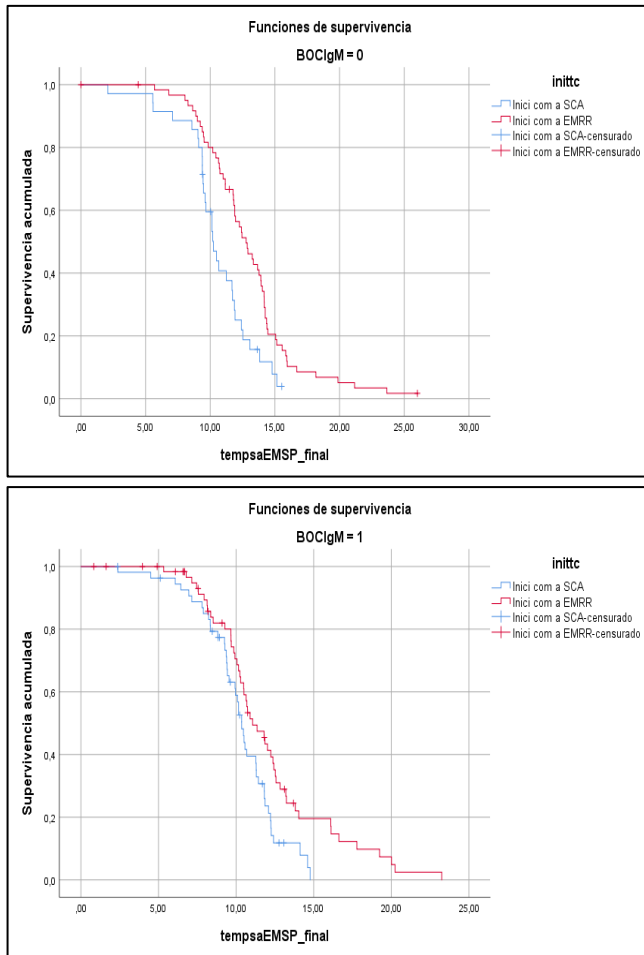 Funciones de supervivencia
BOCIgM = 0
inittc
Inici com a SCA
Inici com a EMRR
Inici com a SCA-censurado
Inici com a EMRR-censurado
Supervivencia acumulada
1,0
0,8
0,6
0,4
0,2
0,0
,00 5,00 10,00 15,00 20,00 25,00 30,00
tempsaEMSP_final
Funciones de supervivencia
BOCIgM = 1
inittc
Inici com a SCA
Inici com a EMRR
Inici com a SCA-censurado
Inici com a EMRR-censurado
Supervivencia acumulada
1,0
0,8
0,6
0,4
0,2
0,0
,00 5,00 10,00 15,00 20,00 25,00
tempsaEMSP_final